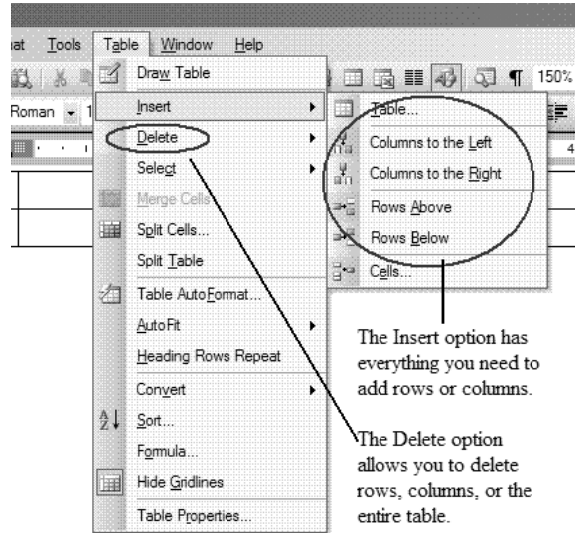 at Tools Table Window Help
Draw Table
150%
Roman 1
Insert
Table...
Delete
Columns to the Left
4
Select
Columns to the Right
Merge Cells
Rows Above
Split Cells...
Rows Below
Split Table
Cells...
Table AutoFormat...
AutoFit
The Insert option has
everything you need to
add rows or columns.
Heading Rows Repeat
Convert
Sort...
The Delete option
allows you to delete
rows, columns, or the
entire table.
Formula...
Hide Gridlines
Table Properties...